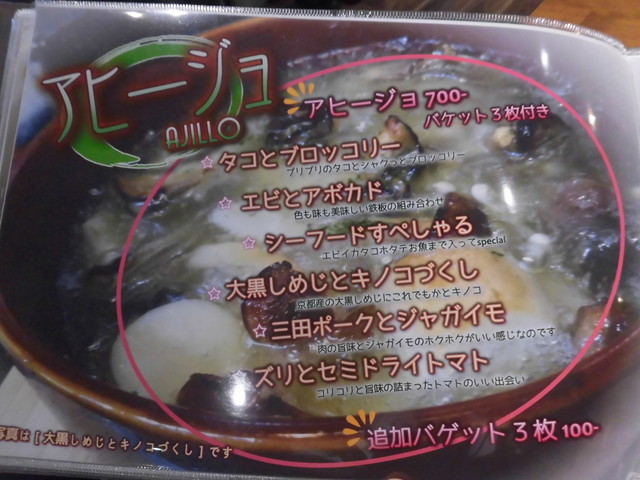 アヒージョ
AJILLO
アヒージョ 700-
バケット３枚付き
☆ タコとブロッコリー
プリプリのタコとシャクっとブロッコリー
☆ エビとアボカド
色も味も美味しい鉄板の組み合わせ
☆ シーフードすぺしゃる
エビイカタコホタテお魚まで入ってspecial
☆ 大黒しめじとキノコづくし
京都産の大黒しめじにこれでもかとキノコ
☆ 三田ポークとジャガイモ
肉の旨味とジャガイモのホクホクがいい感じなのです
☆ ズリとセミドライトマト
コリコリと旨味の詰まったトマトのいい出会い
追加バゲット３枚 100-
写真は [ 大黒しめじとキノコづくし ] です